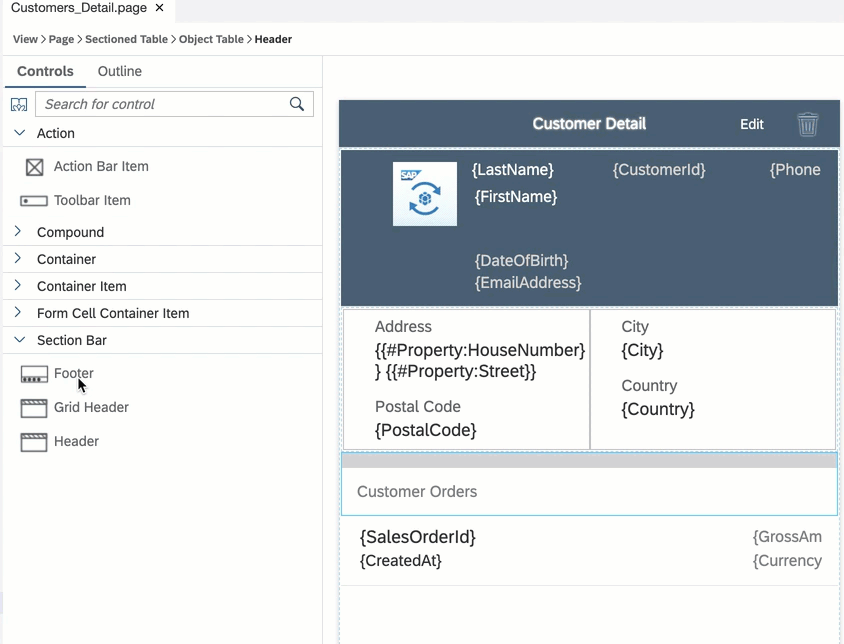 Customers_Detail.page ×
View > Page > Sectioned Table > Object Table > Header
Controls Outline
Search for control
Action
Action Bar Item
Toolbar Item
Compound
Container
Container Item
Form Cell Container Item
Section Bar
Footer
Grid Header
Header
Customer Detail Edit
SAP
{LastName} {CustomerId} {Phone
{FirstName}
{DateOfBirth}
{EmailAddress}
Address
{{#Property:HouseNumber}
} {{#Property:Street}}
Postal Code
{PostalCode}
City
{City}
Country
{Country}
Customer Orders
{SalesOrderId} {GrossAm
{CreatedAt} {Currency